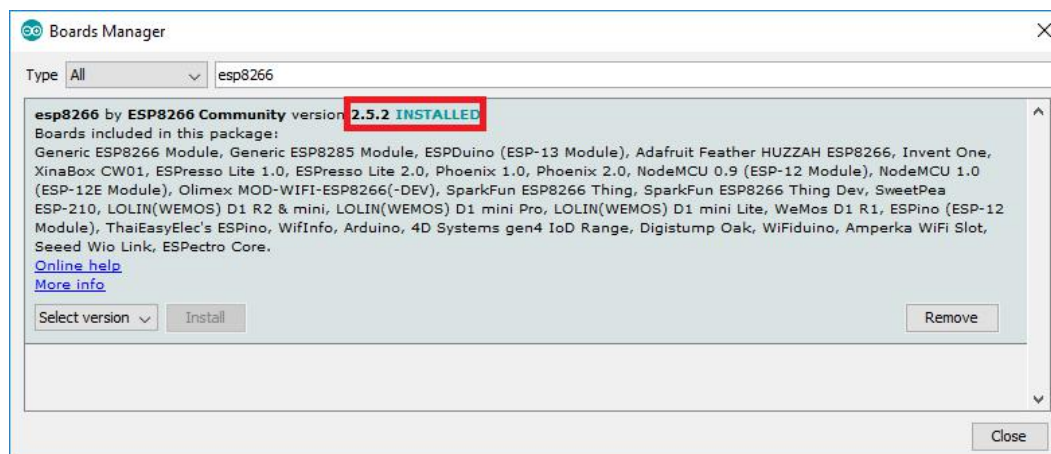 Boards Manager
Type All esp8266
esp8266 by ESP8266 Community version 2.5.2 INSTALLED
Boards included in this package:
Generic ESP8266 Module, Generic ESP8285 Module, ESPDuino (ESP-13 Module), Adafruit Feather HUZZAH ESP8266, Invent One,
XinaBox CW01, ESPresso Lite 1.0, ESPresso Lite 2.0, Phoenix 1.0, Phoenix 2.0, NodeMCU 0.9 (ESP-12 Module), NodeMCU 1.0
(ESP-12E Module), Olimex MOD-WIFI-ESP8266(-DEV), SparkFun ESP8266 Thing, SparkFun ESP8266 Thing Dev, SweetPea
ESP-210, LOLIN(WEMOS) D1 R2 & mini, LOLIN(WEMOS) D1 mini Pro, LOLIN(WEMOS) D1 mini Lite, WeMos D1 R1, ESPino (ESP-12
Module), ThaiEasyElec's ESPino, WifInfo, Arduino, 4D Systems gen4 IoD Range, Digistump Oak, WiFiduino, Amperka WiFi Slot,
Seeed Wio Link, ESPectro Core.
Online help
More info
Select version Install Remove
Close